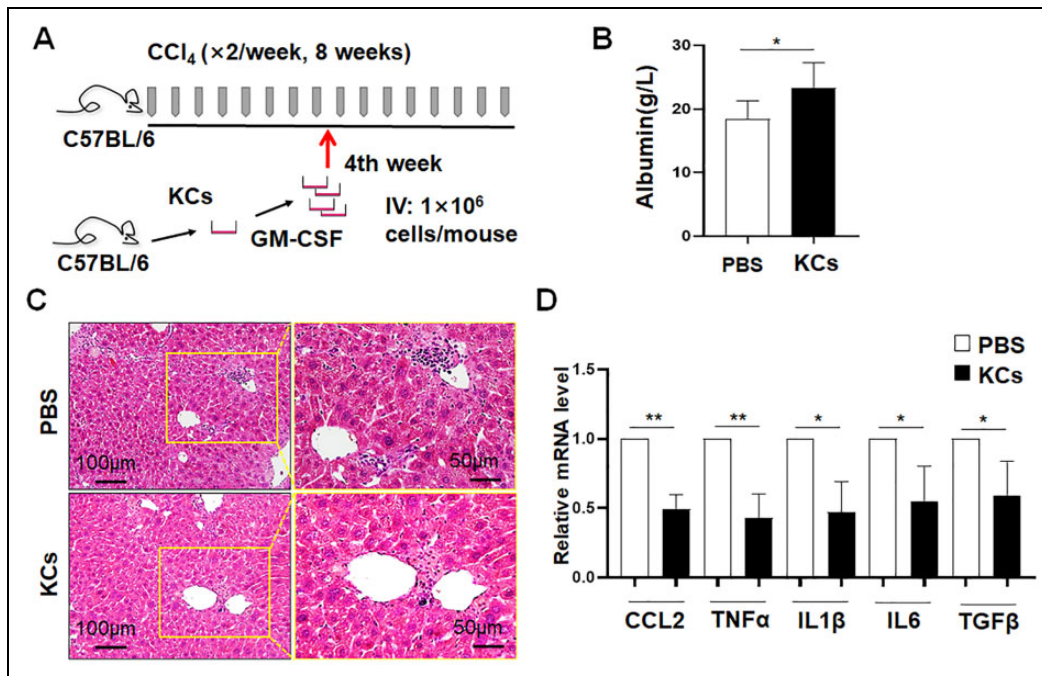 A
CCl₄ (×2/week, 8 weeks)
C57BL/6
4th week
KCs
IV: 1×10⁶
cells/mouse
GM-CSF
C57BL/6
B
*
30
20
10
0
Albumin(g/L)
PBS
KCs
C
PBS
100μm
50μm
KCs
100μm
50μm
D
PBS
KCs
1.5
1.0
0.5
0.0
Relative mRNA level
** ** * * *
CCL2 TNFα IL1β IL6 TGFβ